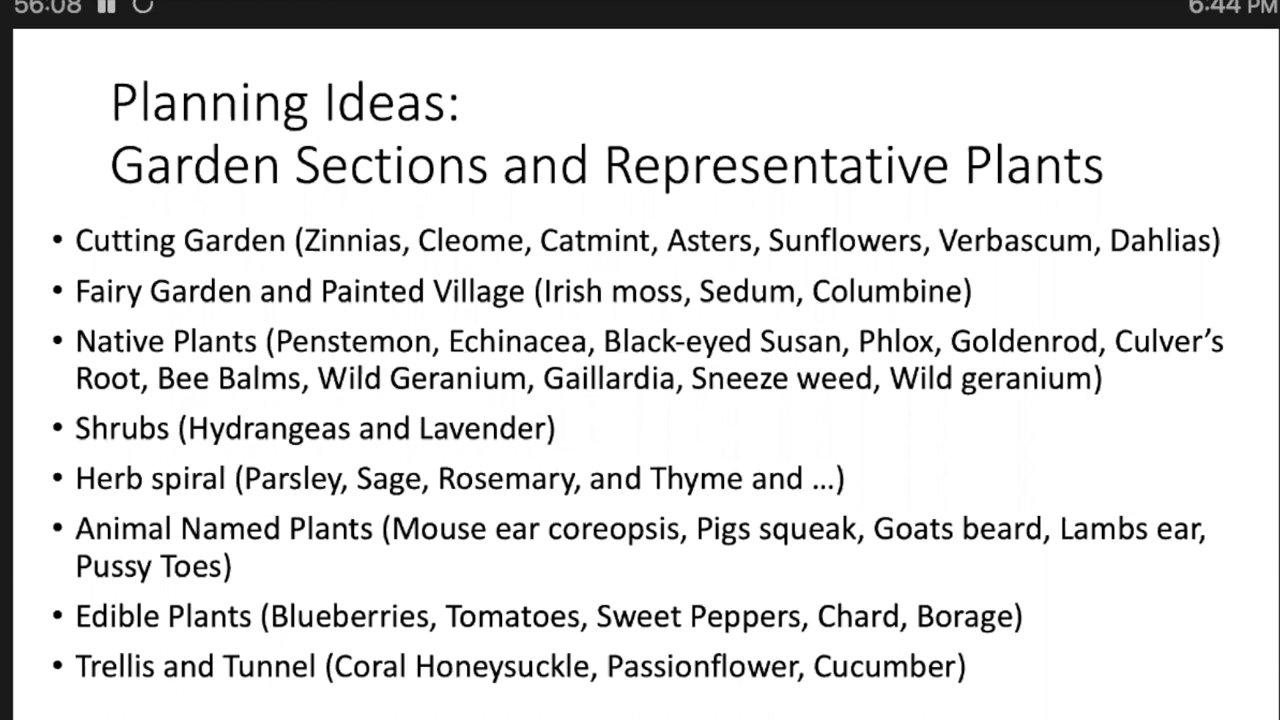 56:08
6:44 PM
Planning Ideas:
Garden Sections and Representative Plants
• Cutting Garden (Zinnias, Cleome, Catmint, Asters, Sunflowers, Verbascum, Dahlias)
• Fairy Garden and Painted Village (Irish moss, Sedum, Columbine)
• Native Plants (Penstemon, Echinacea, Black-eyed Susan, Phlox, Goldenrod, Culver’s
Root, Bee Balms, Wild Geranium, Gaillardia, Sneeze weed, Wild geranium)
• Shrubs (Hydrangeas and Lavender)
• Herb spiral (Parsley, Sage, Rosemary, and Thyme and ...)
• Animal Named Plants (Mouse ear coreopsis, Pigs squeak, Goats beard, Lambs ear,
Pussy Toes)
• Edible Plants (Blueberries, Tomatoes, Sweet Peppers, Chard, Borage)
• Trellis and Tunnel (Coral Honeysuckle, Passionflower, Cucumber)